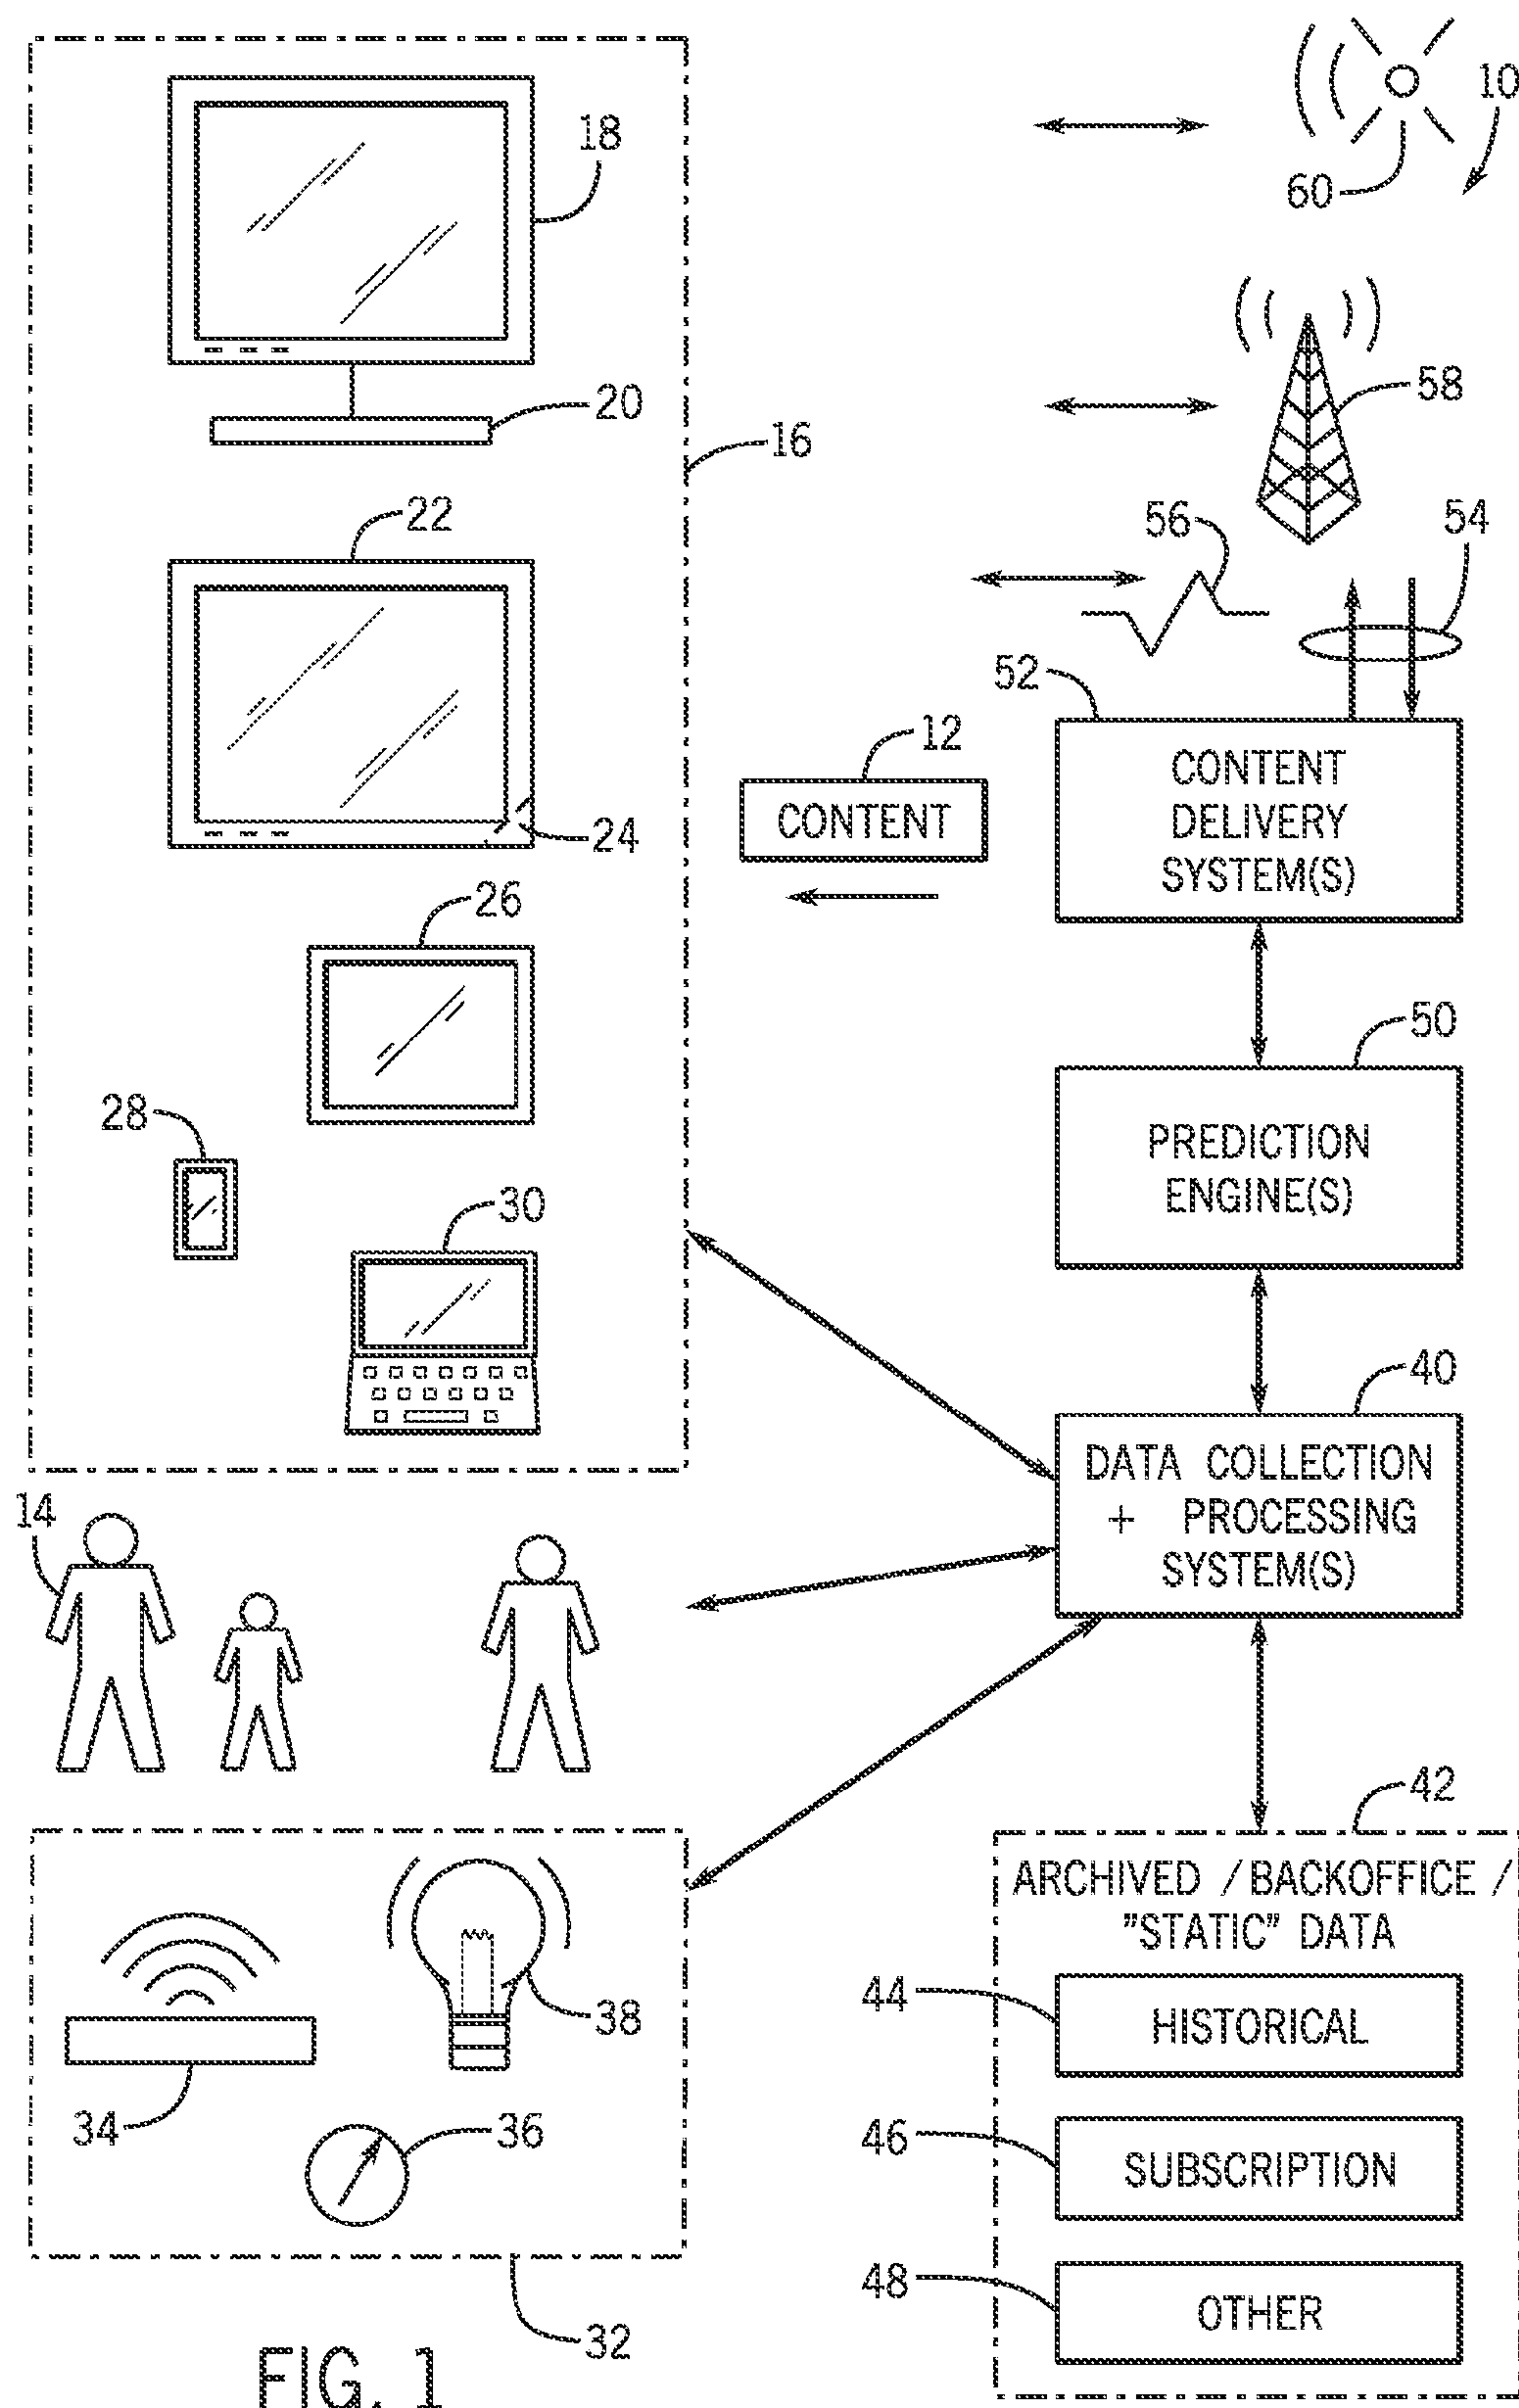 10
60
18
58
20
16
22
56
54
52
12
CONTENT
CONTENT
DELIVERY
SYSTEM(S)
24
26
50
28
PREDICTION
ENGINE(S)
30
40
DATA COLLECTION
+ PROCESSING
SYSTEM(S)
14
42
ARCHIVED / BACKOFFICE /
"STATIC" DATA
44
HISTORICAL
38
34
36
46
SUBSCRIPTION
48
OTHER
32
FIG. 1